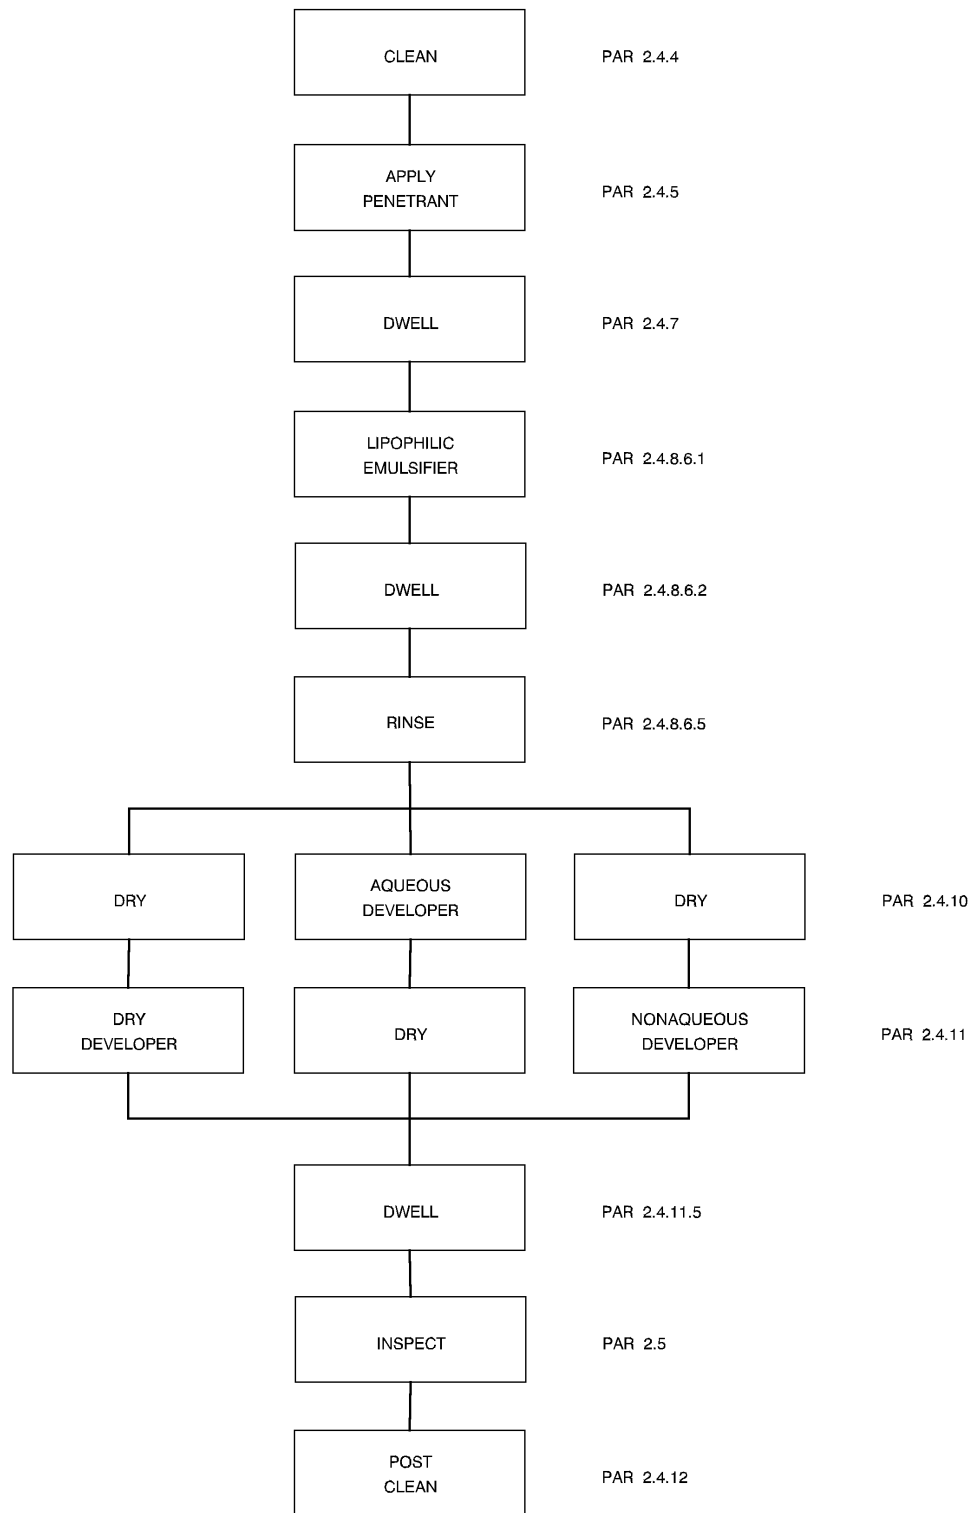 CLEAN
PAR 2.4.4
APPLY
PENETRANT
PAR 2.4.5
DWELL
PAR 2.4.7
LIPOPHILIC
EMULSIFIER
PAR 2.4.8.6.1
DWELL
PAR 2.4.8.6.2
RINSE
PAR 2.4.8.6.5
DRY
AQUEOUS
DEVELOPER
DRY
PAR 2.4.10
DRY
DEVELOPER
DRY
NONAQUEOUS
DEVELOPER
PAR 2.4.11
DWELL
PAR 2.4.11.5
INSPECT
PAR 2.5
POST
CLEAN
PAR 2.4.12